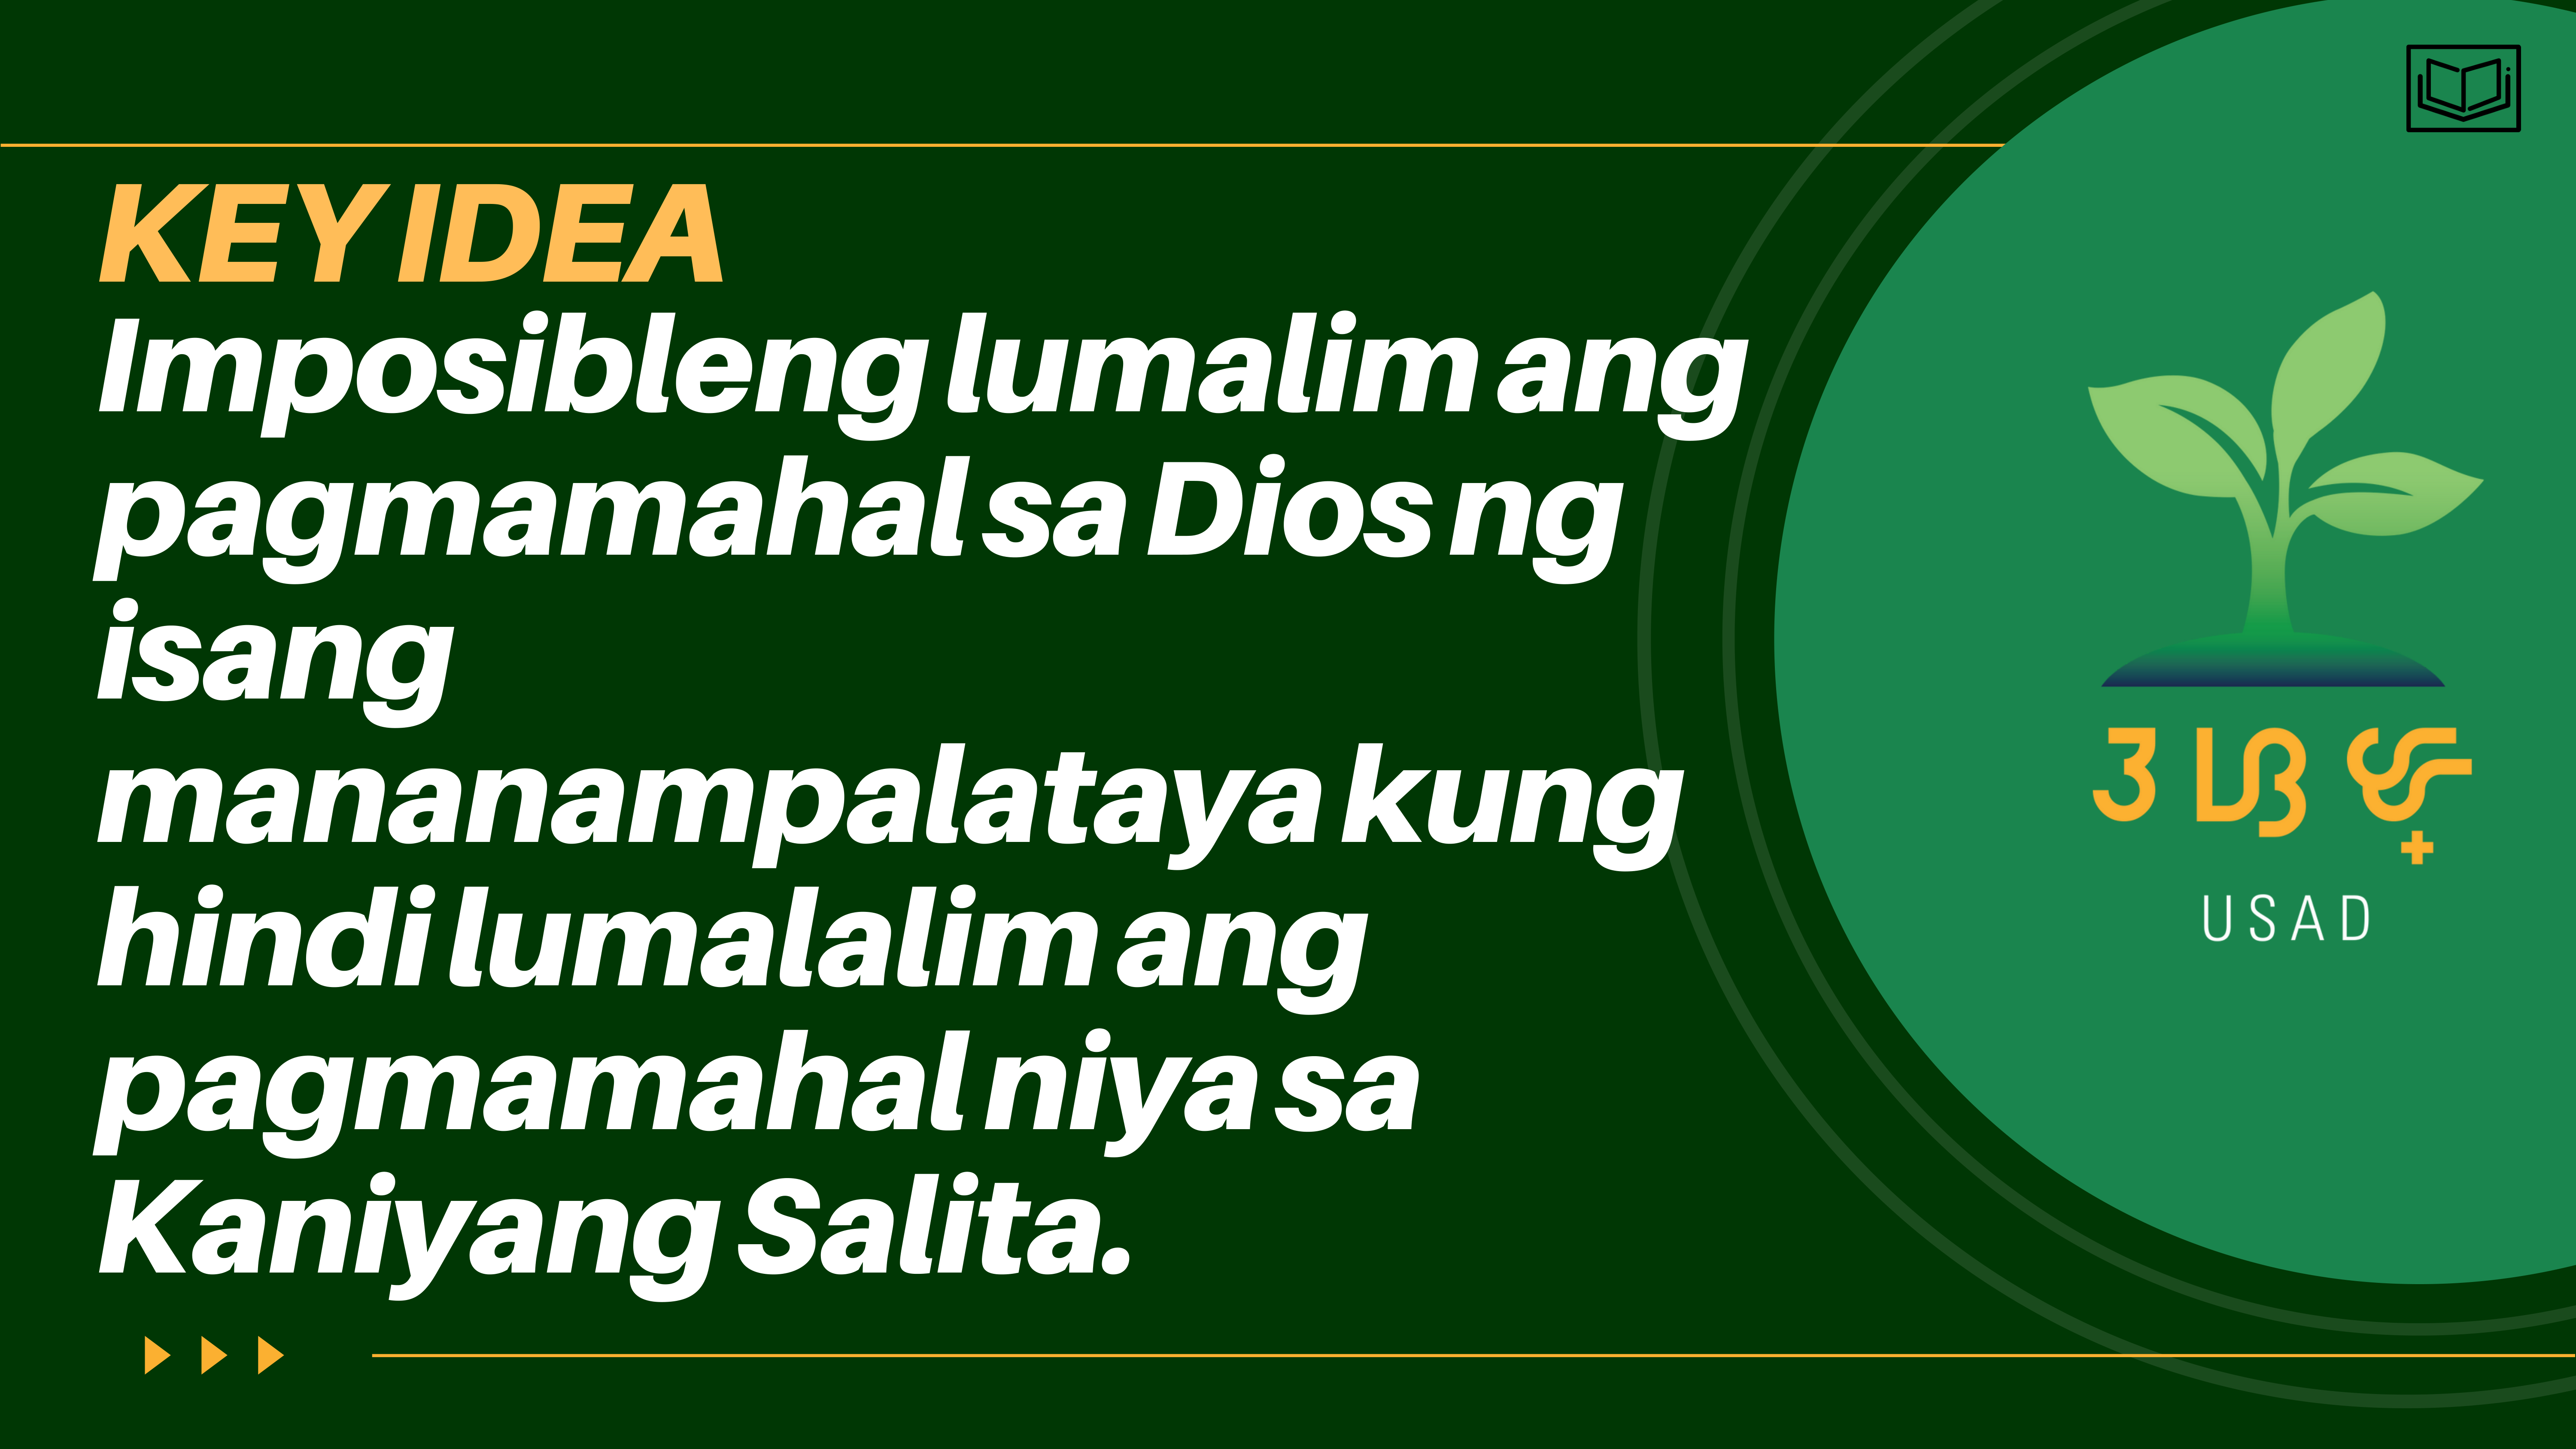 KEY IDEA
Imposibleng lumalim ang
pagmamahal sa Dios ng
isang
mananampalataya kung
hindi lumalalim ang
pagmamahal niya sa
Kaniyang Salita.
ᜂ ᜐ ᜇ᜔
USAD